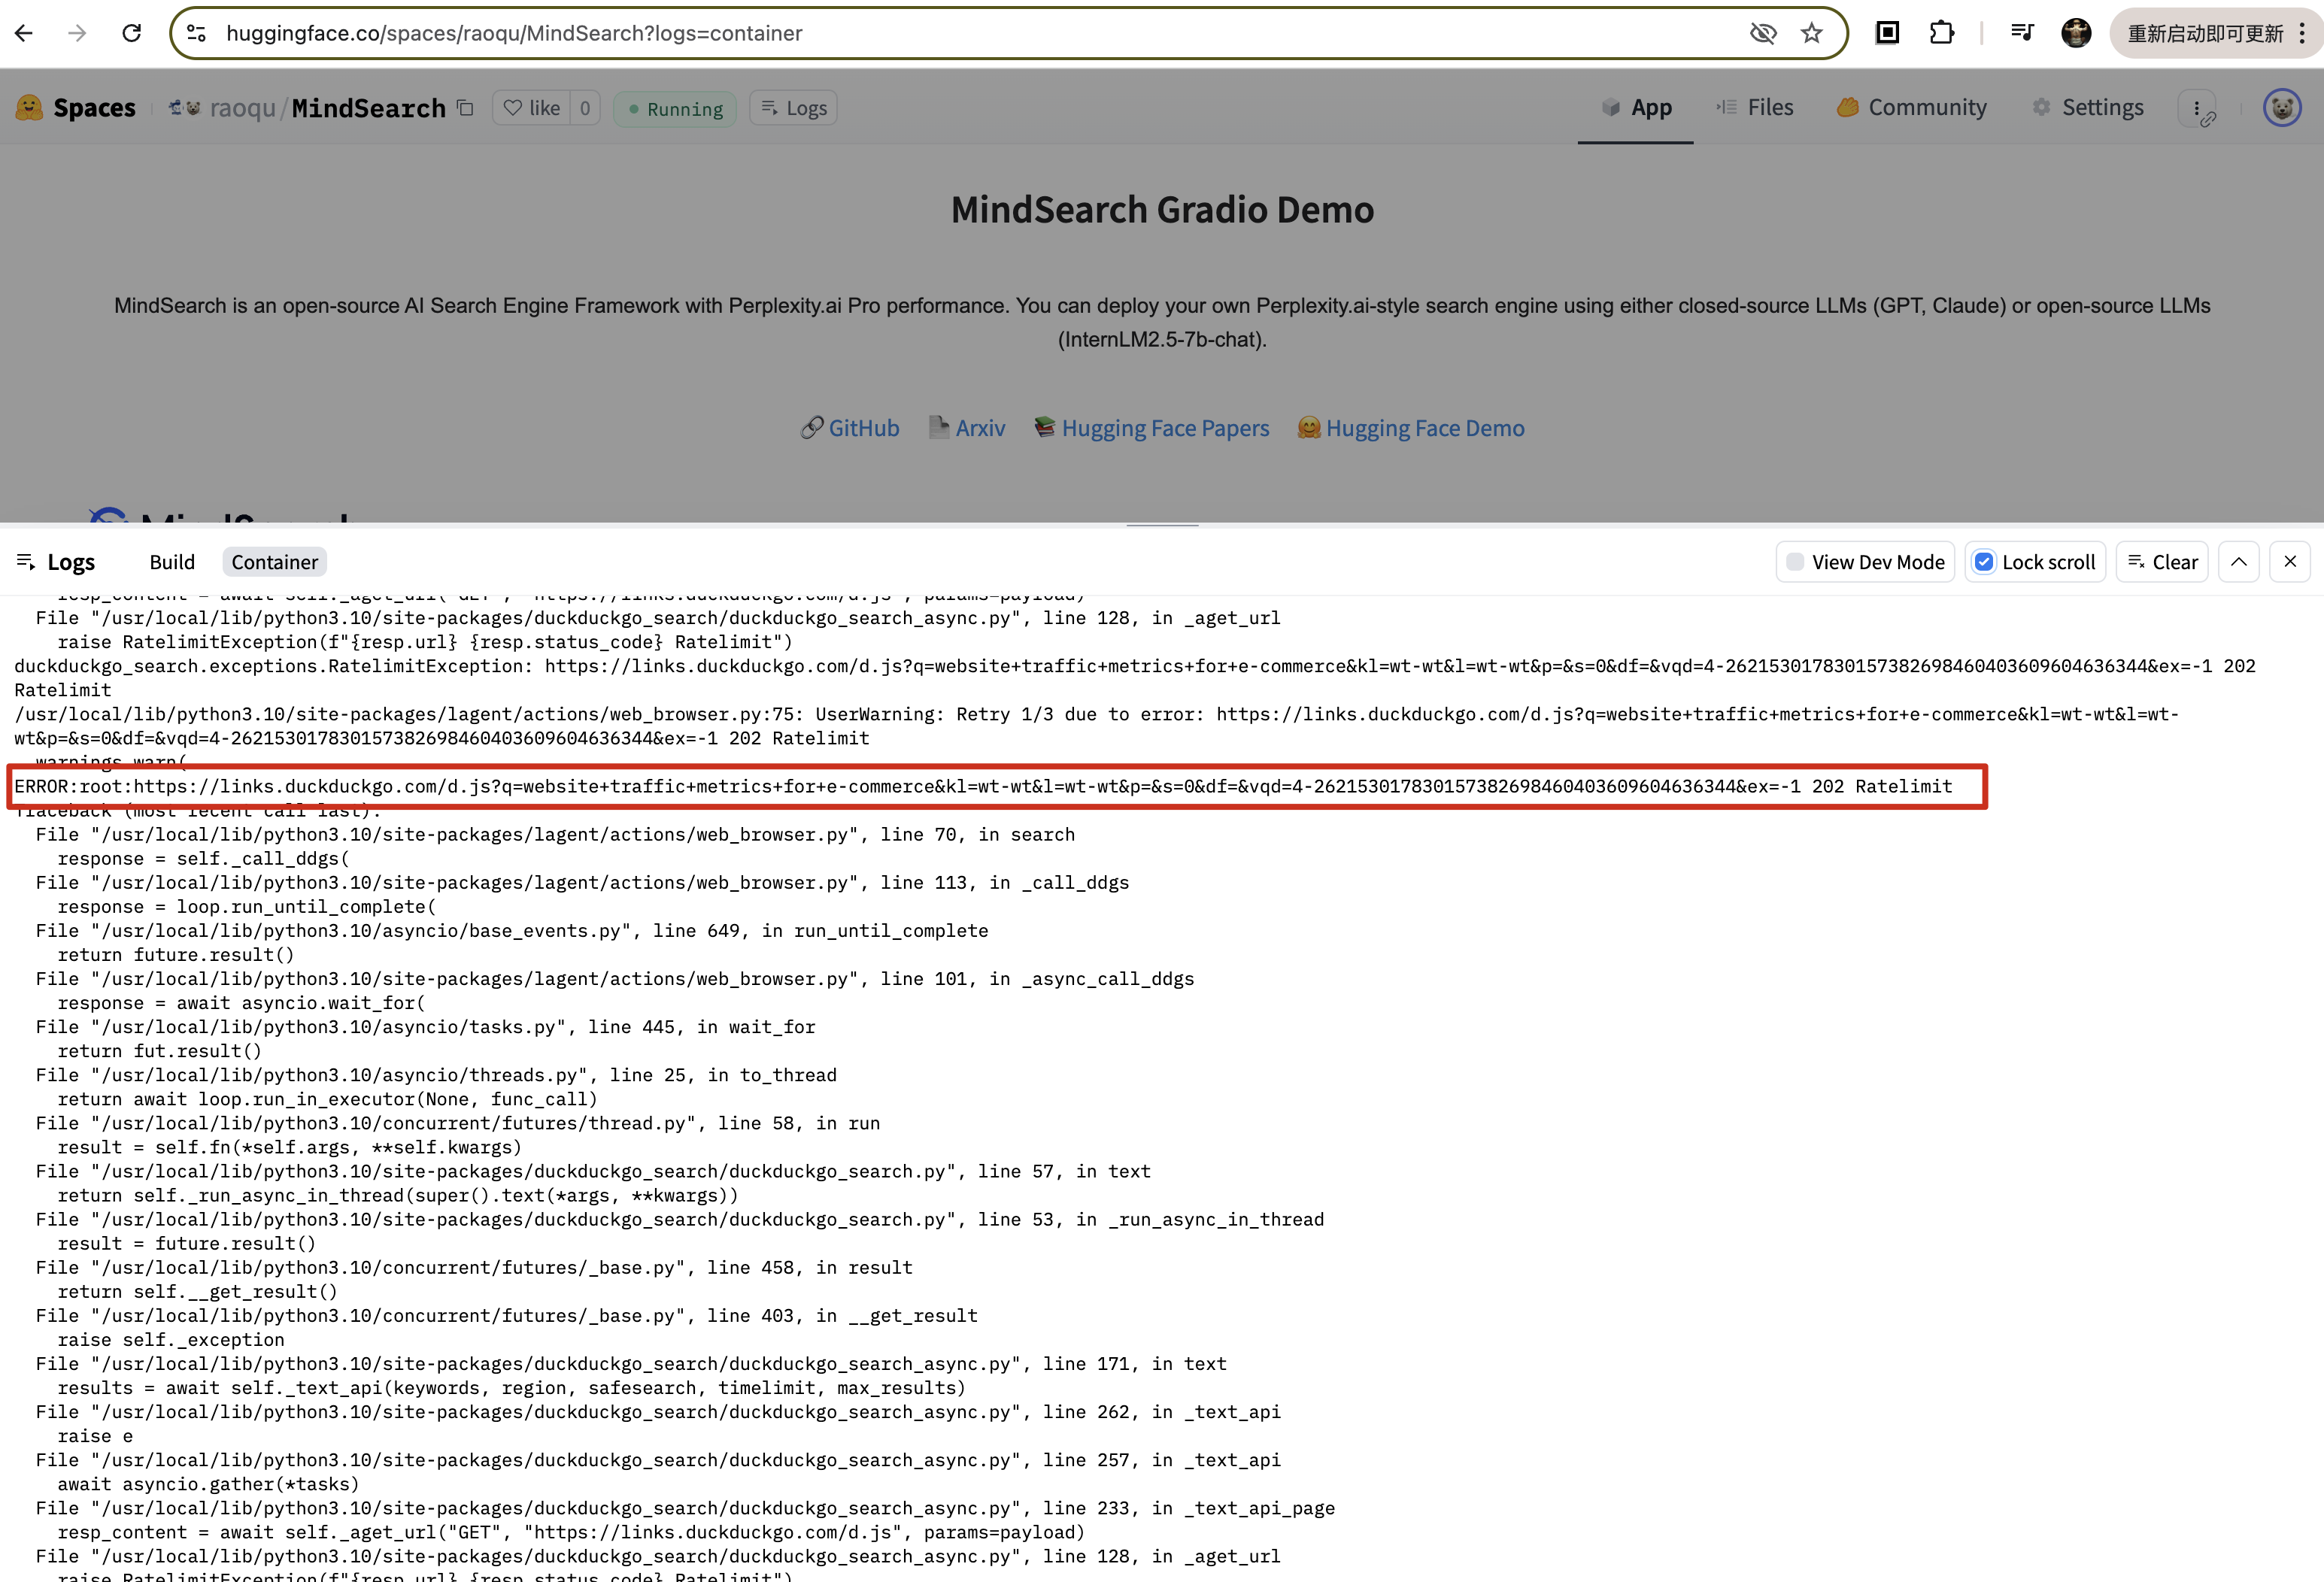 huggingface.co/spaces/raoqu/MindSearch?logs=container
重新启动即可更新
Spaces raoqu/MindSearch like 0 Running Logs App Files Community Settings
MindSearch Gradio Demo
MindSearch is an open-source AI Search Engine Framework with Perplexity.ai Pro performance. You can deploy your own Perplexity.ai-style search engine using either closed-source LLMs (GPT, Claude) or open-source LLMs
(InternLM2.5-7b-chat).
GitHub Arxiv Hugging Face Papers Hugging Face Demo
MindSearch
Logs Build Container View Dev Mode Lock scroll Clear
resp_content = await self._aget_url("GET", "https://links.duckduckgo.com/d.js", params=payload)
File "/usr/local/lib/python3.10/site-packages/duckduckgo_search/duckduckgo_search_async.py", line 128, in _aget_url
raise RatelimitException(f"{resp.url} {resp.status_code} Ratelimit")
duckduckgo_search.exceptions.RatelimitException: https://links.duckduckgo.com/d.js?q=website+traffic+metrics+for+e-commerce&kl=wt-wt&l=wt-wt&p=&s=0&df=&vqd=4-262153017830157382698460403609604636344&ex=-1 202
Ratelimit
/usr/local/lib/python3.10/site-packages/lagent/actions/web_browser.py:75: UserWarning: Retry 1/3 due to error: https://links.duckduckgo.com/d.js?q=website+traffic+metrics+for+e-commerce&kl=wt-wt&l=wt-
wt&p=&s=0&df=&vqd=4-262153017830157382698460403609604636344&ex=-1 202 Ratelimit
warnings.warn(
ERROR:root:https://links.duckduckgo.com/d.js?q=website+traffic+metrics+for+e-commerce&kl=wt-wt&l=wt-wt&p=&s=0&df=&vqd=4-262153017830157382698460403609604636344&ex=-1 202 Ratelimit
Traceback (most recent call last):
File "/usr/local/lib/python3.10/site-packages/lagent/actions/web_browser.py", line 70, in search
response = self._call_ddgs(
File "/usr/local/lib/python3.10/site-packages/lagent/actions/web_browser.py", line 113, in _call_ddgs
response = loop.run_until_complete(
File "/usr/local/lib/python3.10/asyncio/base_events.py", line 649, in run_until_complete
return future.result()
File "/usr/local/lib/python3.10/site-packages/lagent/actions/web_browser.py", line 101, in _async_call_ddgs
response = await asyncio.wait_for(
File "/usr/local/lib/python3.10/asyncio/tasks.py", line 445, in wait_for
return fut.result()
File "/usr/local/lib/python3.10/asyncio/threads.py", line 25, in to_thread
return await loop.run_in_executor(None, func_call)
File "/usr/local/lib/python3.10/concurrent/futures/thread.py", line 58, in run
result = self.fn(*self.args, **self.kwargs)
File "/usr/local/lib/python3.10/site-packages/duckduckgo_search/duckduckgo_search.py", line 57, in text
return self._run_async_in_thread(super().text(*args, **kwargs))
File "/usr/local/lib/python3.10/site-packages/duckduckgo_search/duckduckgo_search.py", line 53, in _run_async_in_thread
result = future.result()
File "/usr/local/lib/python3.10/concurrent/futures/_base.py", line 458, in result
return self.__get_result()
File "/usr/local/lib/python3.10/concurrent/futures/_base.py", line 403, in __get_result
raise self._exception
File "/usr/local/lib/python3.10/site-packages/duckduckgo_search/duckduckgo_search_async.py", line 171, in text
results = await self._text_api(keywords, region, safesearch, timelimit, max_results)
File "/usr/local/lib/python3.10/site-packages/duckduckgo_search/duckduckgo_search_async.py", line 262, in _text_api
raise e
File "/usr/local/lib/python3.10/site-packages/duckduckgo_search/duckduckgo_search_async.py", line 257, in _text_api
await asyncio.gather(*tasks)
File "/usr/local/lib/python3.10/site-packages/duckduckgo_search/duckduckgo_search_async.py", line 233, in _text_api_page
resp_content = await self._aget_url("GET", "https://links.duckduckgo.com/d.js", params=payload)
File "/usr/local/lib/python3.10/site-packages/duckduckgo_search/duckduckgo_search_async.py", line 128, in _aget_url
raise RatelimitException(f"{resp.url} {resp.status_code} Ratelimit")